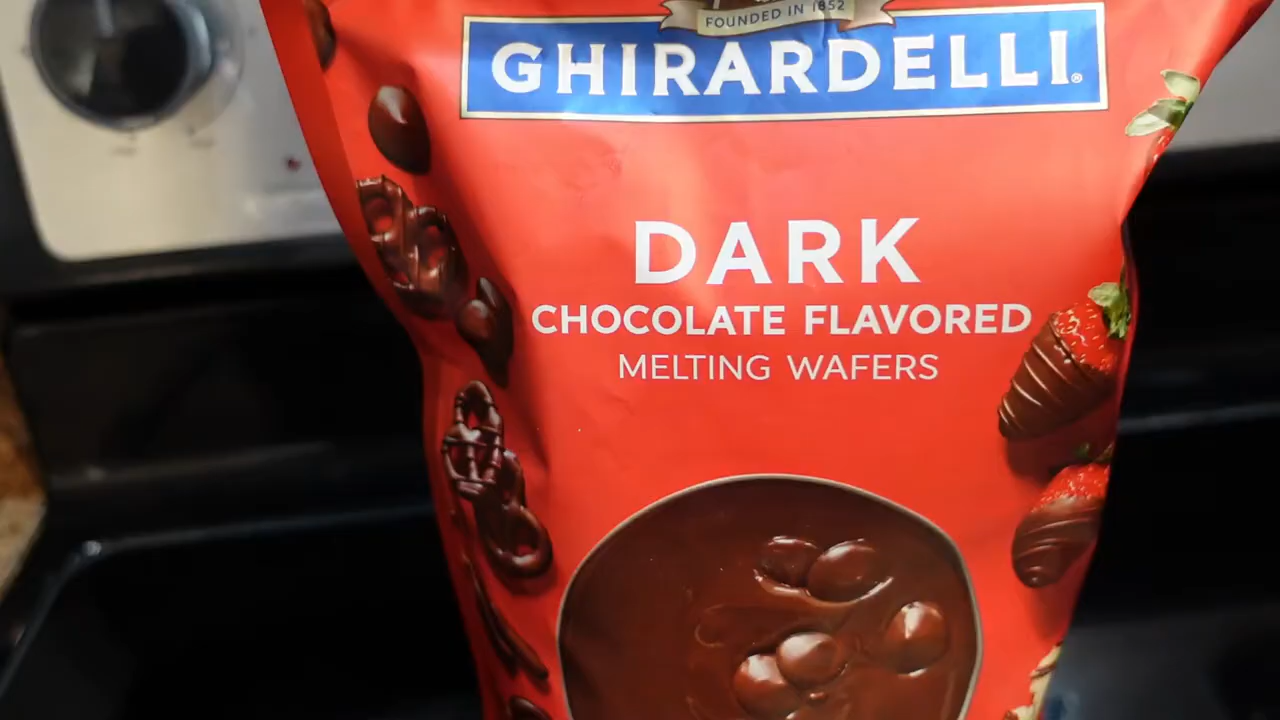 FOUNDED IN 1852
GHIRARDELLI®
DARK
CHOCOLATE FLAVORED
MELTING WAFERS